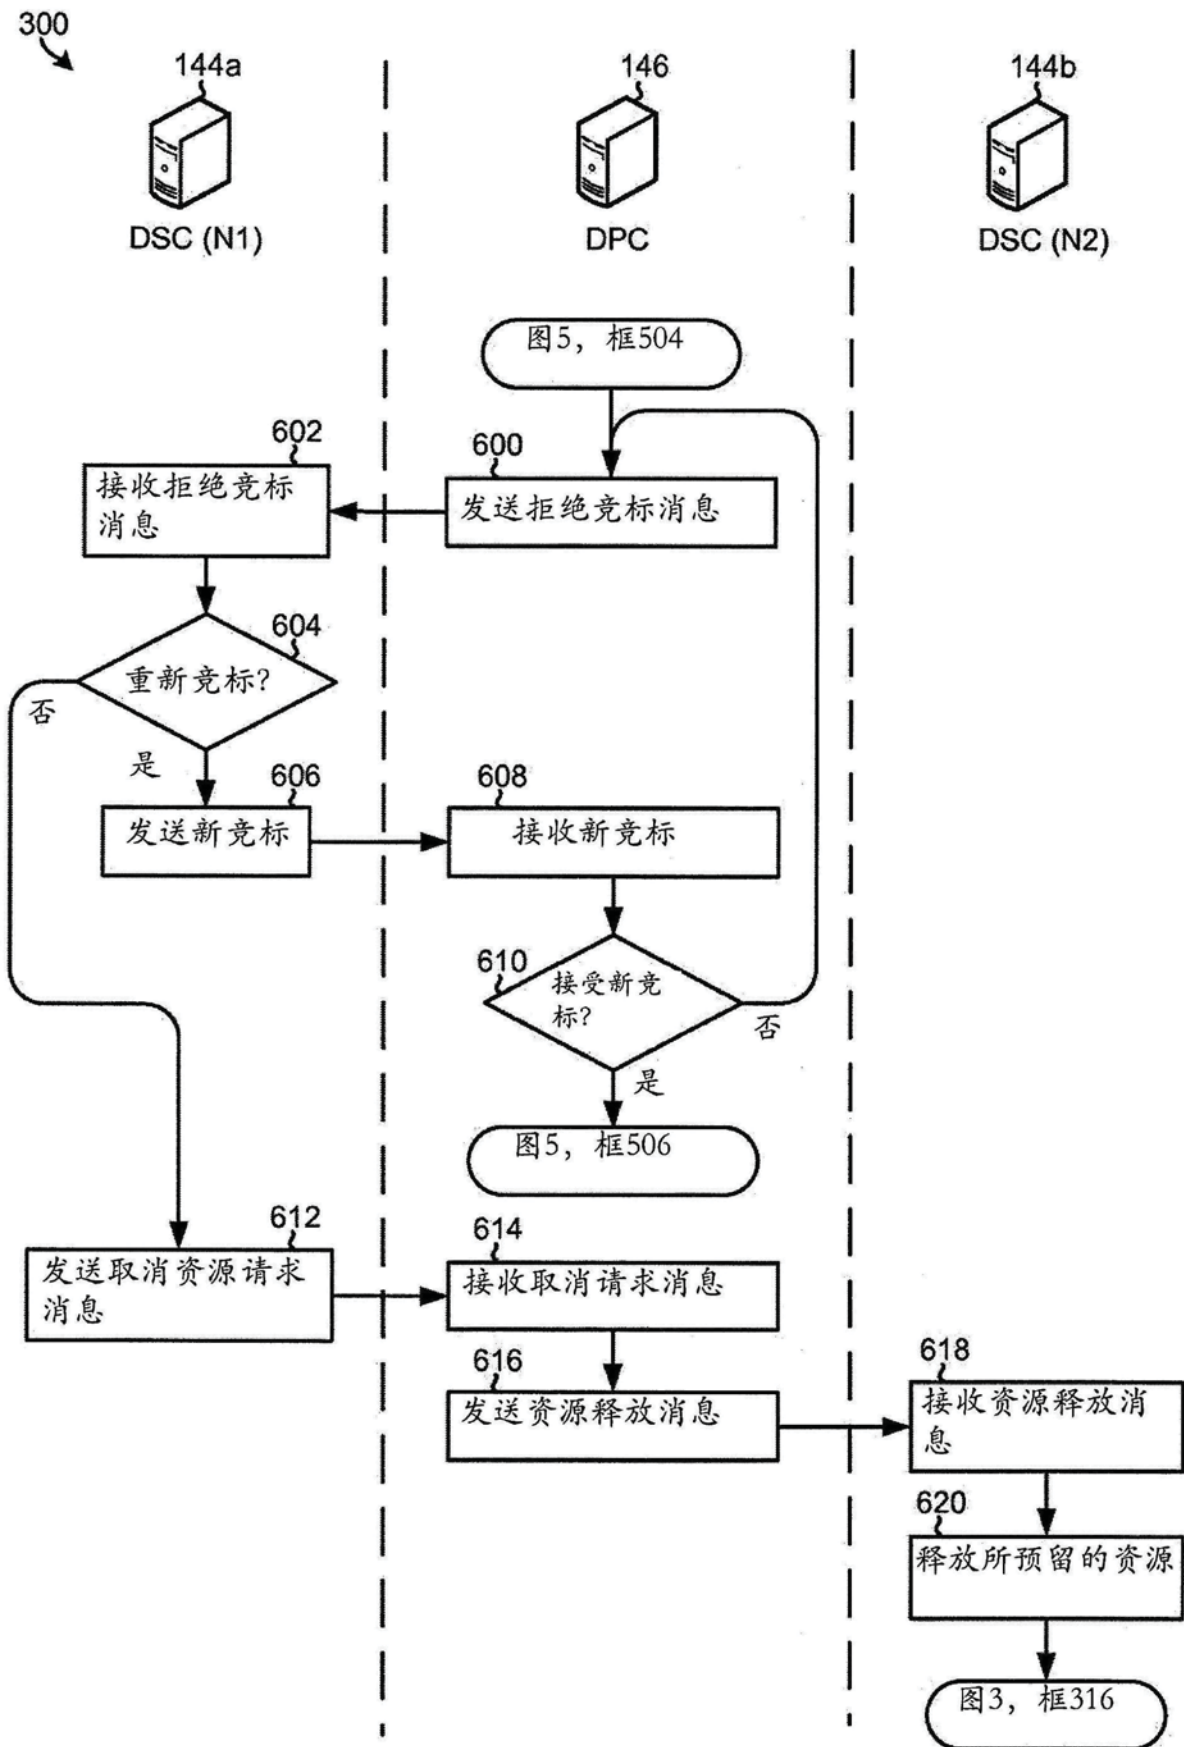 300
144a
146
144b
DSC (N1)
DPC
DSC (N2)
图5，框504
602
600
接收拒绝竞标
消息
发送拒绝竞标消息
604
重新竞标?
否
是
606
608
发送新竞标
接收新竞标
610
接受新竞
标?
否
是
图5，框506
612
614
发送取消资源请求
消息
接收取消请求消息
616
618
发送资源释放消息
接收资源释放消
息
620
释放所预留的资源
图3，框316